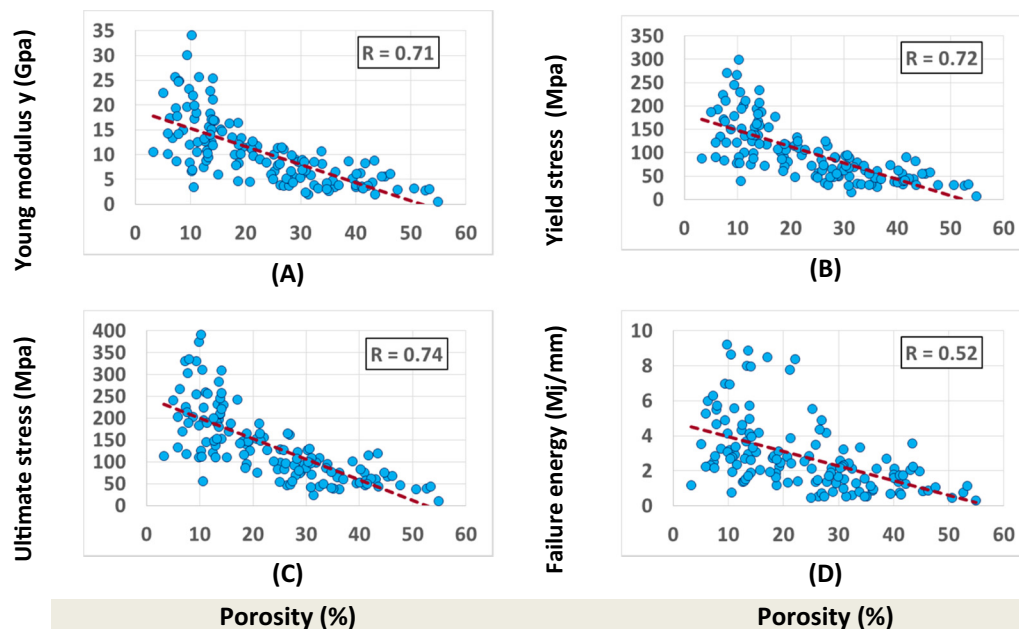 Young modulus y (Gpa)
35
30
25
20
15
10
5
0
R = 0.71
0 10 20 30 40 50 60
(A)
Yield stress (Mpa)
350
300
250
200
150
100
50
0
R = 0.72
0 10 20 30 40 50 60
(B)
Ultimate stress (Mpa)
400
350
300
250
200
150
100
50
0
R = 0.74
0 10 20 30 40 50 60
(C)
Failure energy (Mj/mm)
10
8
6
4
2
0
R = 0.52
0 10 20 30 40 50 60
(D)
Porosity (%) Porosity (%)